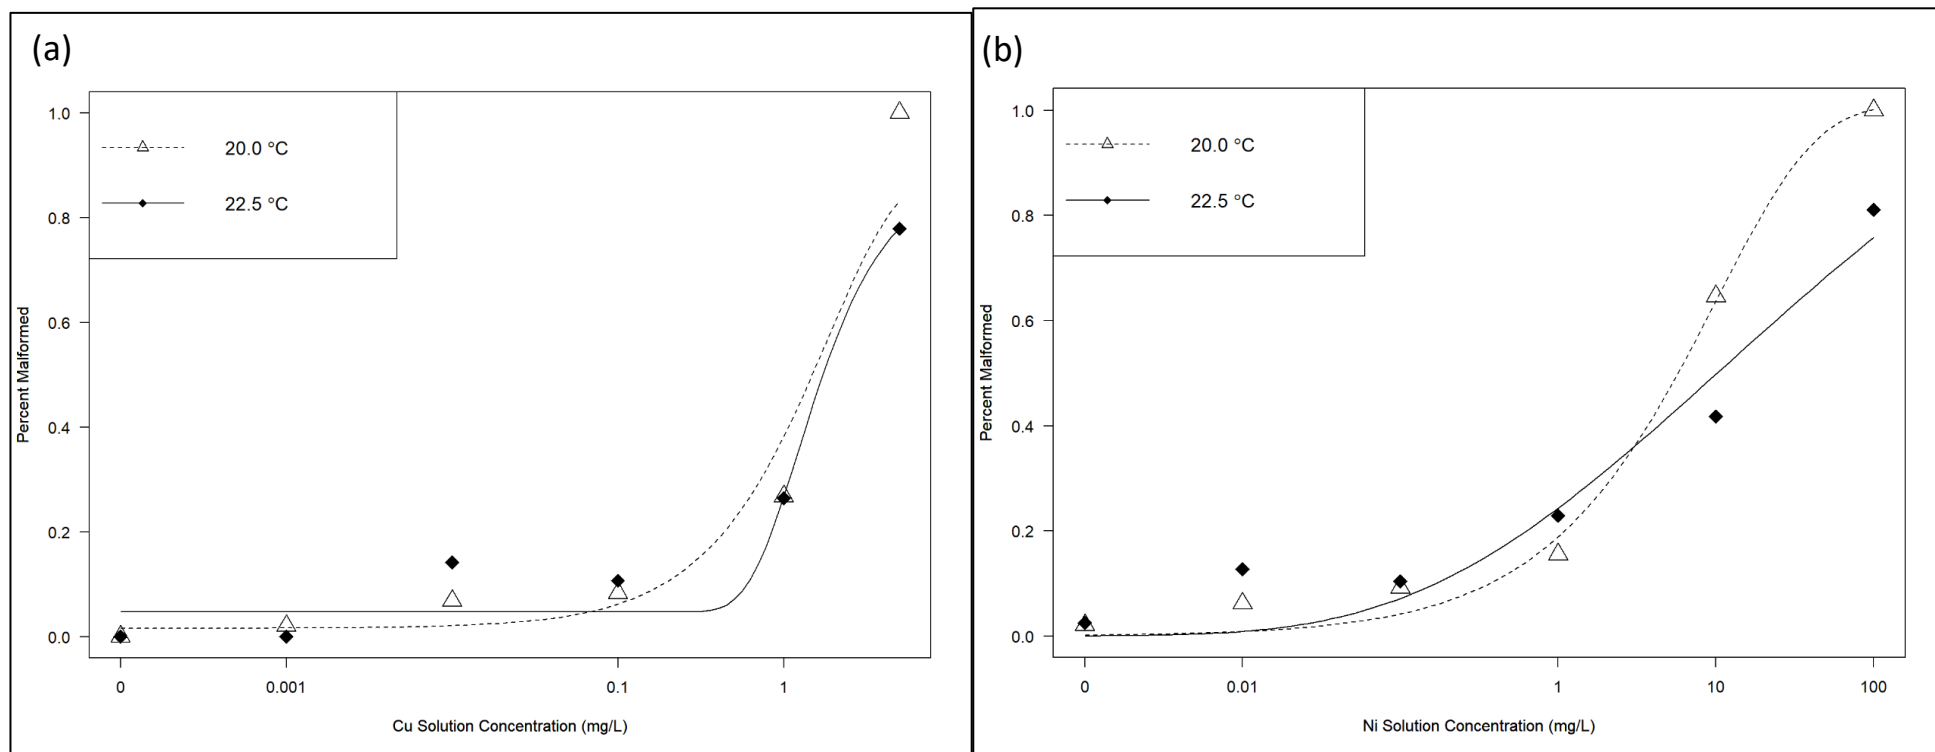 (a)
20.0 °C
22.5 °C
1.0
0.8
0.6
0.4
0.2
0.0
Percent Malformed
0 0.001 0.1 1
Cu Solution Concentration (mg/L)
(b)
20.0 °C
22.5 °C
1.0
0.8
0.6
0.4
0.2
0.0
Percent Malformed
0 0.01 1 10 100
Ni Solution Concentration (mg/L)